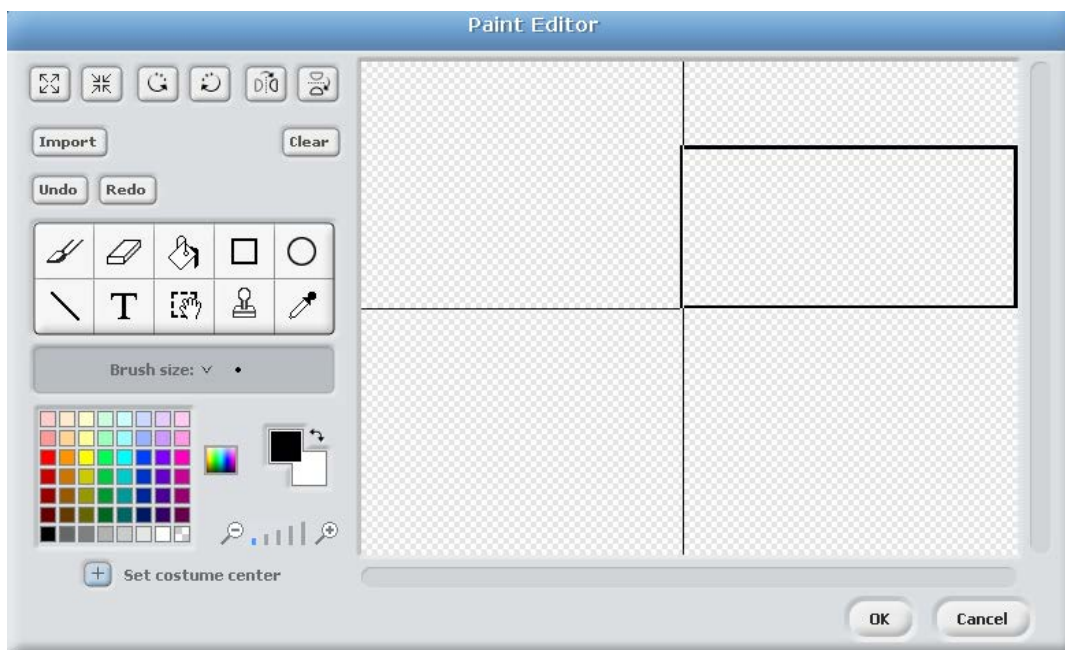 Paint Editor
Import
Clear
Undo
Redo
T
Brush size:
Set costume center
OK
Cancel